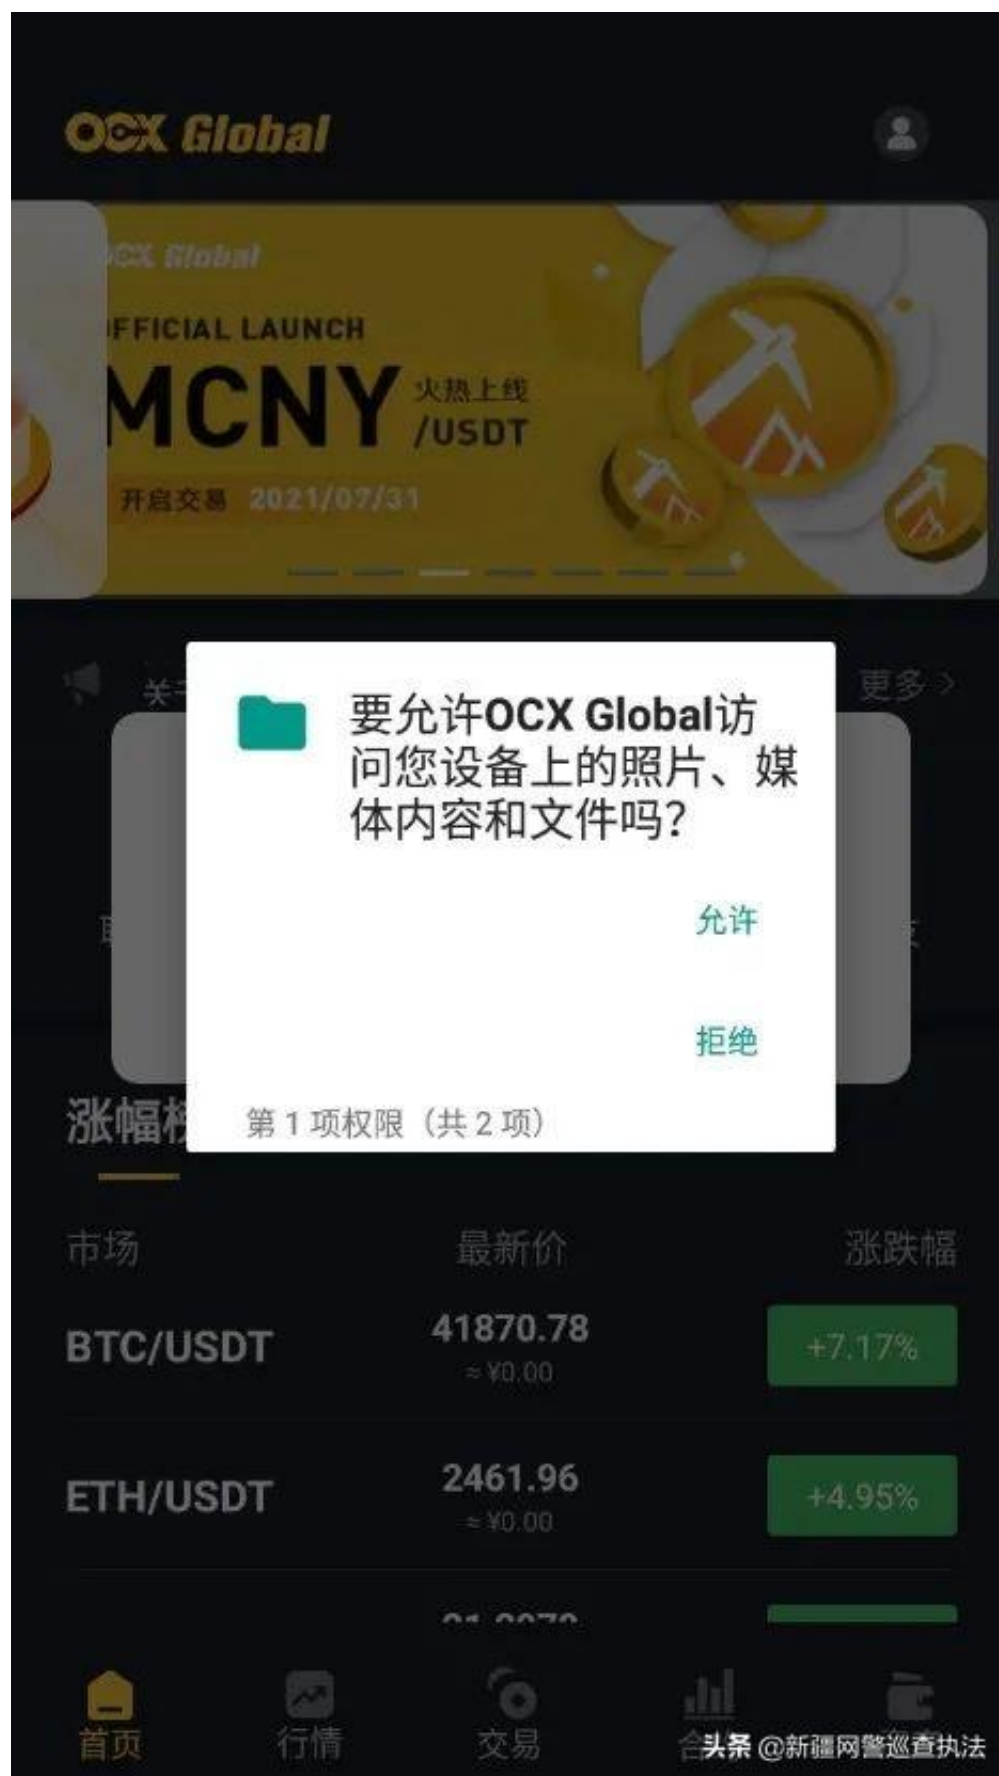 OCX Global
OCX Global
OFFICIAL LAUNCH
MCNY 火热上线
/USDT
开启交易 2021/07/31
更多 >
要允许OCX Global访
问您设备上的照片、媒
体内容和文件吗？
允许
拒绝
第 1 项权限（共 2 项）
涨幅榜
市场 最新价 涨跌幅
BTC/USDT 41870.78 +7.17%
≈¥0.00
ETH/USDT 2461.96 +4.95%
≈¥0.00
首页 行情 交易
头条 @新疆网警巡查执法